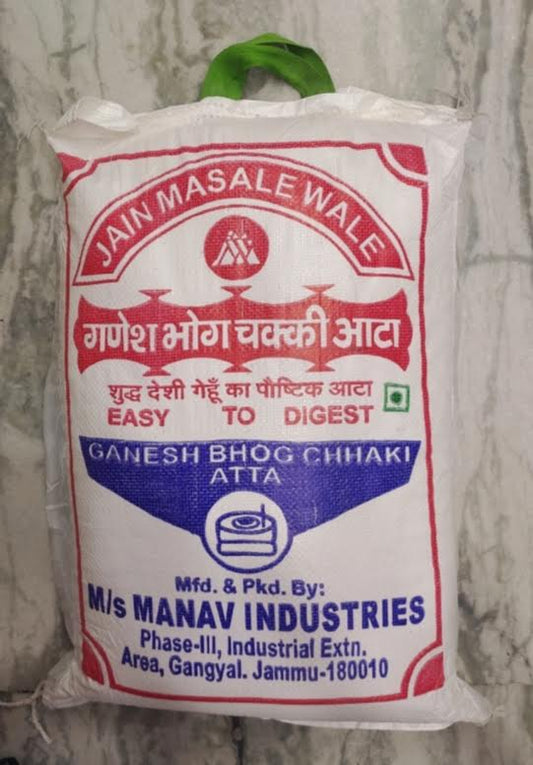 JAIN MASALE WALE
गणेश भोग चक्की आटा
शुद्ध देशी गेहूँ का पौष्टिक आटा
EASY TO DIGEST
GANESH BHOG CHHAKI
ATTA
Mfd. & Pkd. By:
M/s MANAV INDUSTRIES
Phase-III, Industrial Extn.
Area, Gangyal. Jammu-180010